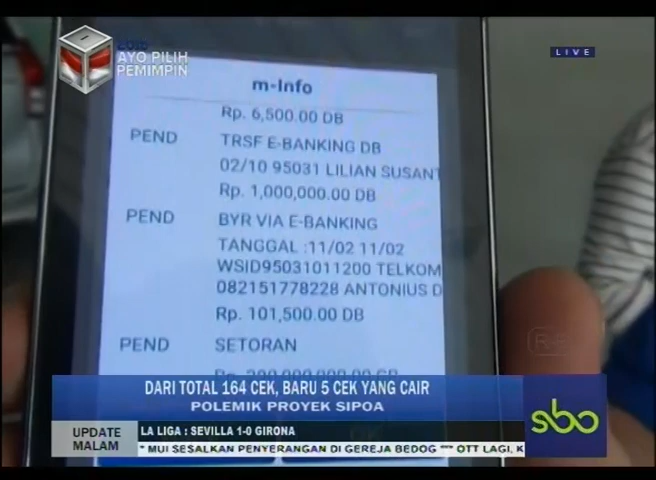 2018
AYO PILIH
PEMIMPIN
LIVE
m-Info
Rp. 6,500.00 DB
PEND
TRSF E-BANKING DB
02/10 95031 LILIAN SUSANT
Rp. 1,000,000.00 DB
PEND
BYR VIA E-BANKING
TANGGAL :11/02 11/02
WSID95031011200 TELKOM
082151778228 ANTONIUS D
Rp. 101,500.00 DB
PEND
SETORAN
DARI TOTAL 164 CEK, BARU 5 CEK YANG CAIR
POLEMIK PROYEK SIPOA
sbo
UPDATE
MALAM
LA LIGA : SEVILLA 1-0 GIRONA
* MUI SESALKAN PENYERANGAN DI GEREJA BEDOG *** OTT LAGI, K